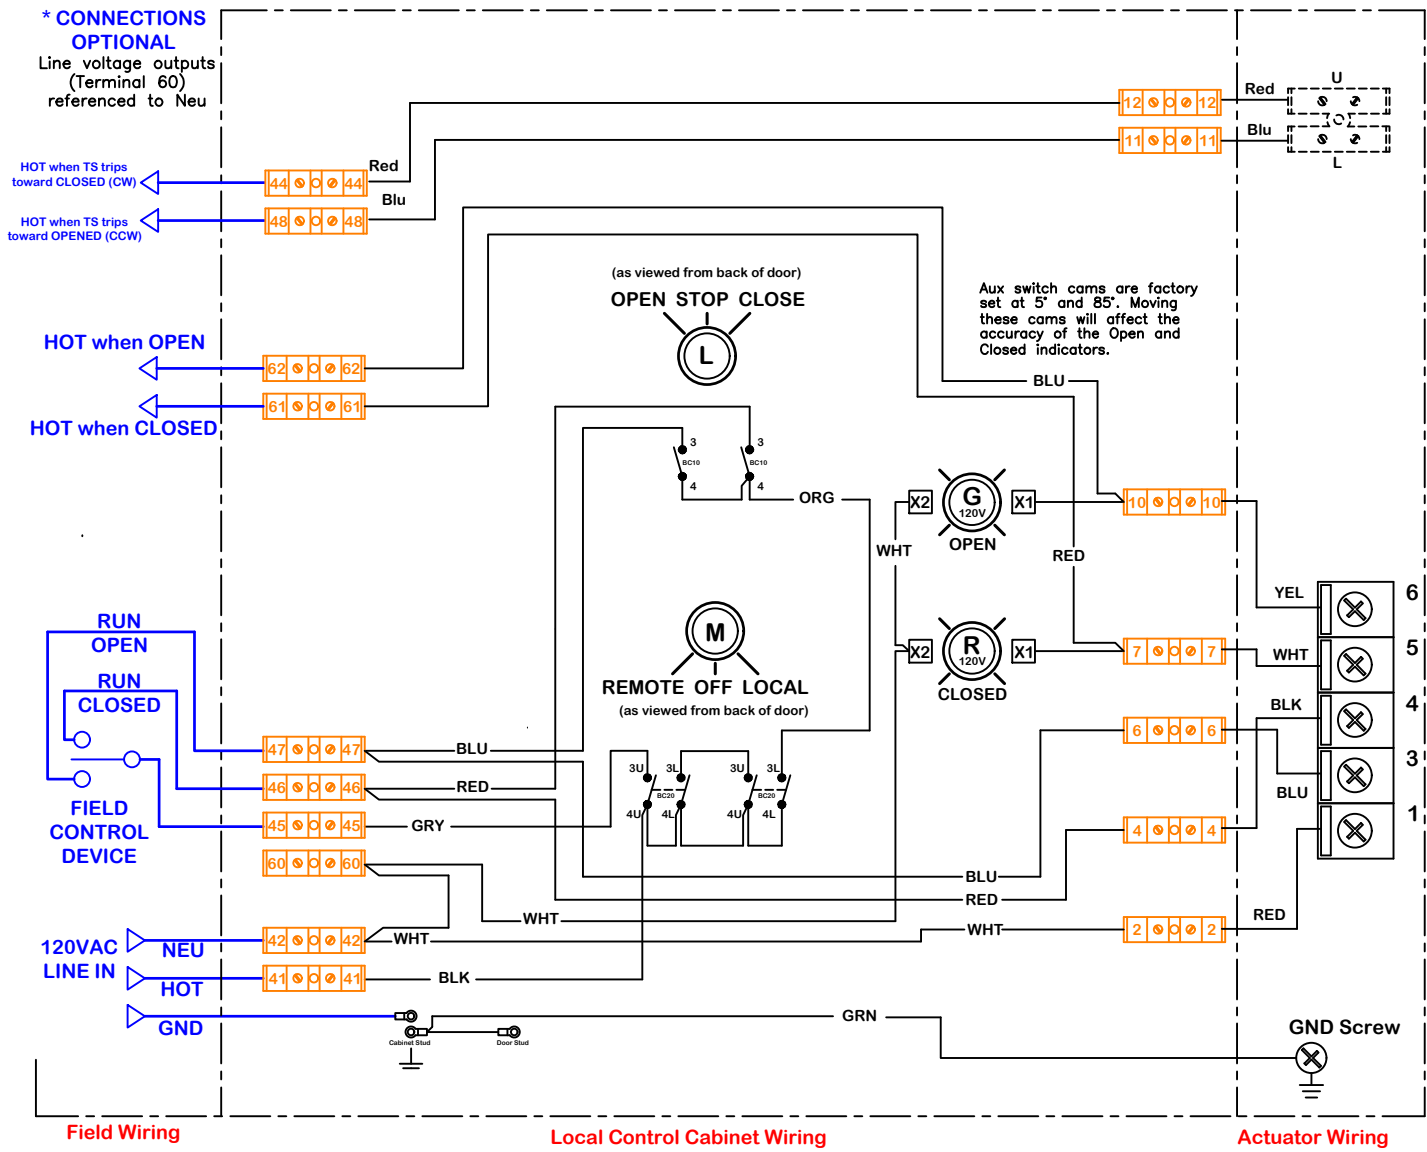 * CONNECTIONS
OPTIONAL
Line voltage outputs
(Terminal 60)
referenced to Neu
HOT when TS trips
toward CLOSED (CW)
HOT when TS trips
toward OPENED (CCW)
44 44
Red
48 48
Blu
12 12
Red
U
11 11
Blu
L
HOT when OPEN
62 62
61 61
HOT when CLOSED
(as viewed from back of door)
OPEN STOP CLOSE
L
Aux switch cams are factory
set at 5° and 85°. Moving
these cams will affect the
accuracy of the Open and
Closed indicators.
BLU
3 3
BC10 BC10
4 4
ORG
X2 G X1
120V
OPEN
10 10
WHT
RED
YEL 6
M
REMOTE OFF LOCAL
(as viewed from back of door)
X2 R X1
120V
CLOSED
7 7
WHT 5
BLK 4
6 6
BLU 3
RUN
OPEN
RUN
CLOSED
FIELD
CONTROL
DEVICE
47 47
BLU
46 46
RED
45 45
GRY
60 60
3U 3L 3U 3L
BC20 BC20
4U 4L 4U 4L
4 4
1
BLU
RED
WHT
WHT
2 2
RED
120VAC
LINE IN
NEU
42 42
WHT
HOT
41 41
BLK
GND
Cabinet Stud
Door Stud
GRN
GND Screw
Field Wiring
Local Control Cabinet Wiring
Actuator Wiring